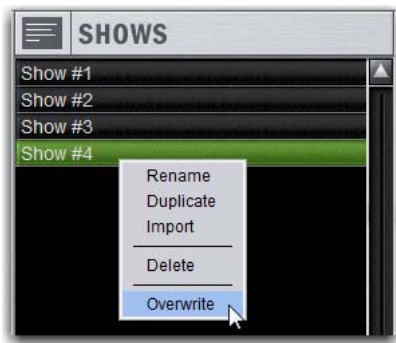 SHOWS
Show #1
Show #2
Show #3
Show #4
Rename
Duplicate
Import
Delete
Overwrite